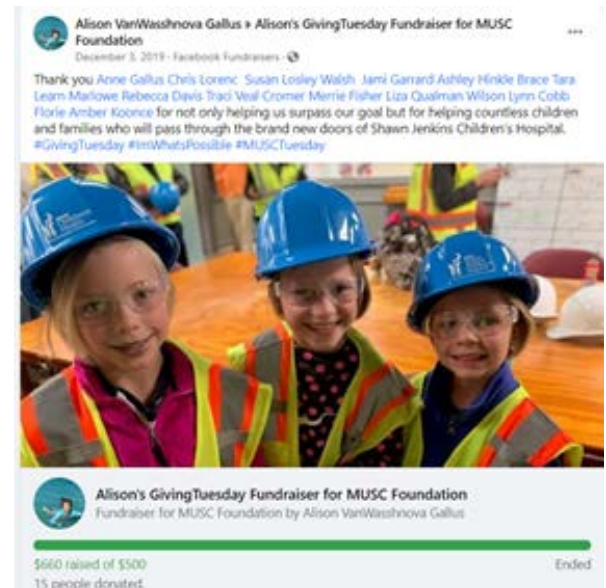 Alison VanWasshnova Gallus ▸ Alison's GivingTuesday Fundraiser for MUSC
Foundation
December 3, 2019 · Facebook Fundraisers ·
Thank you Anne Gallus Chris Lorenc Susan Losley Walsh Jami Garrard Ashley Hinkle Brace Tara
Learn Marlowe Rebecca Davis Traci Veal Cromer Merrie Fisher Liza Qualman Wilson Lynn Cobb
Florie Amber Koonce for not only helping us surpass our goal but for helping countless children
and families who will pass through the brand new doors of Shawn Jenkins Children's Hospital.
#GivingTuesday #ImWhatsPossible #MUSCTuesday
Alison's GivingTuesday Fundraiser for MUSC Foundation
Fundraiser for MUSC Foundation by Alison VanWasshnova Gallus
$660 raised of $500
Ended
15 people donated.